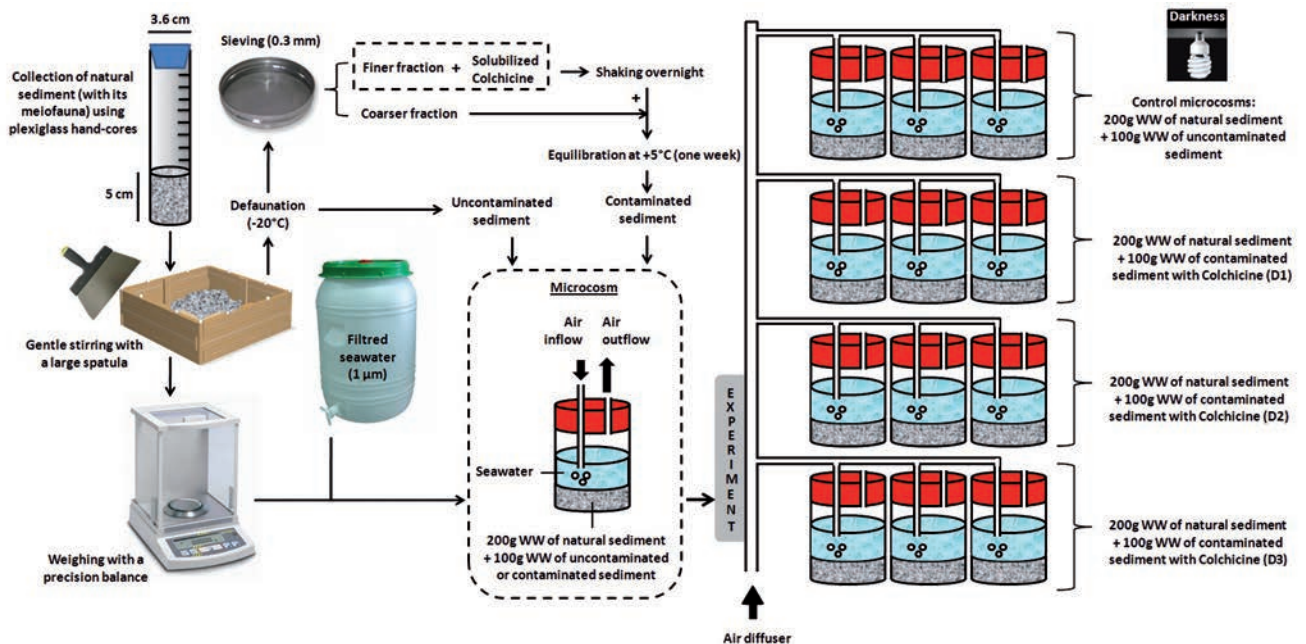 3.6 cm
Collection of natural
sediment (with its
meiofauna) using
plexiglass hand-cores
5 cm
Sieving (0.3 mm)
Finer fraction + Solubilized
Colchicine
Shaking overnight
+
Coarser fraction
Equilibration at +5°C (one week)
Defaunation
(-20°C)
Uncontaminated
sediment
Contaminated
sediment
Gentle stirring with
a large spatula
Filtred
seawater
(1 µm)
Weighing with a
precision balance
Microcosm
Air
inflow
Air
outflow
Seawater
200g WW of natural sediment
+ 100g WW of uncontaminated
or contaminated sediment
EXPERIMENT
Air diffuser
Darkness
Control microcosms:
200g WW of natural sediment
+ 100g WW of uncontaminated
sediment
200g WW of natural sediment
+ 100g WW of contaminated
sediment with Colchicine (D1)
200g WW of natural sediment
+ 100g WW of contaminated
sediment with Colchicine (D2)
200g WW of natural sediment
+ 100g WW of contaminated
sediment with Colchicine (D3)